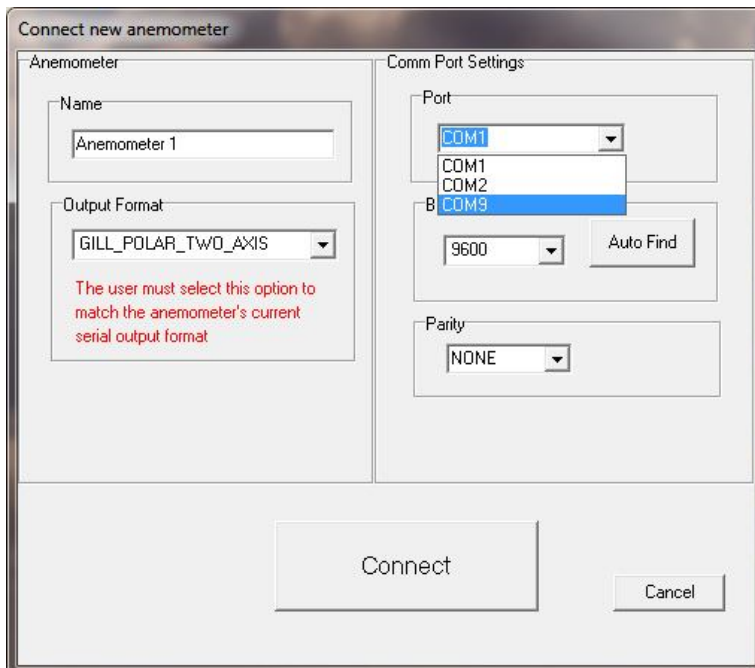 Connect new anemometer
Anemometer
Name
Anemometer 1
Output Format
GILL_POLAR_TWO_AXIS
The user must select this option to
match the anemometer's current
serial output format
Comm Port Settings
Port
COM1
COM1
COM2
COM9
B
9600
Auto Find
Parity
NONE
Connect
Cancel